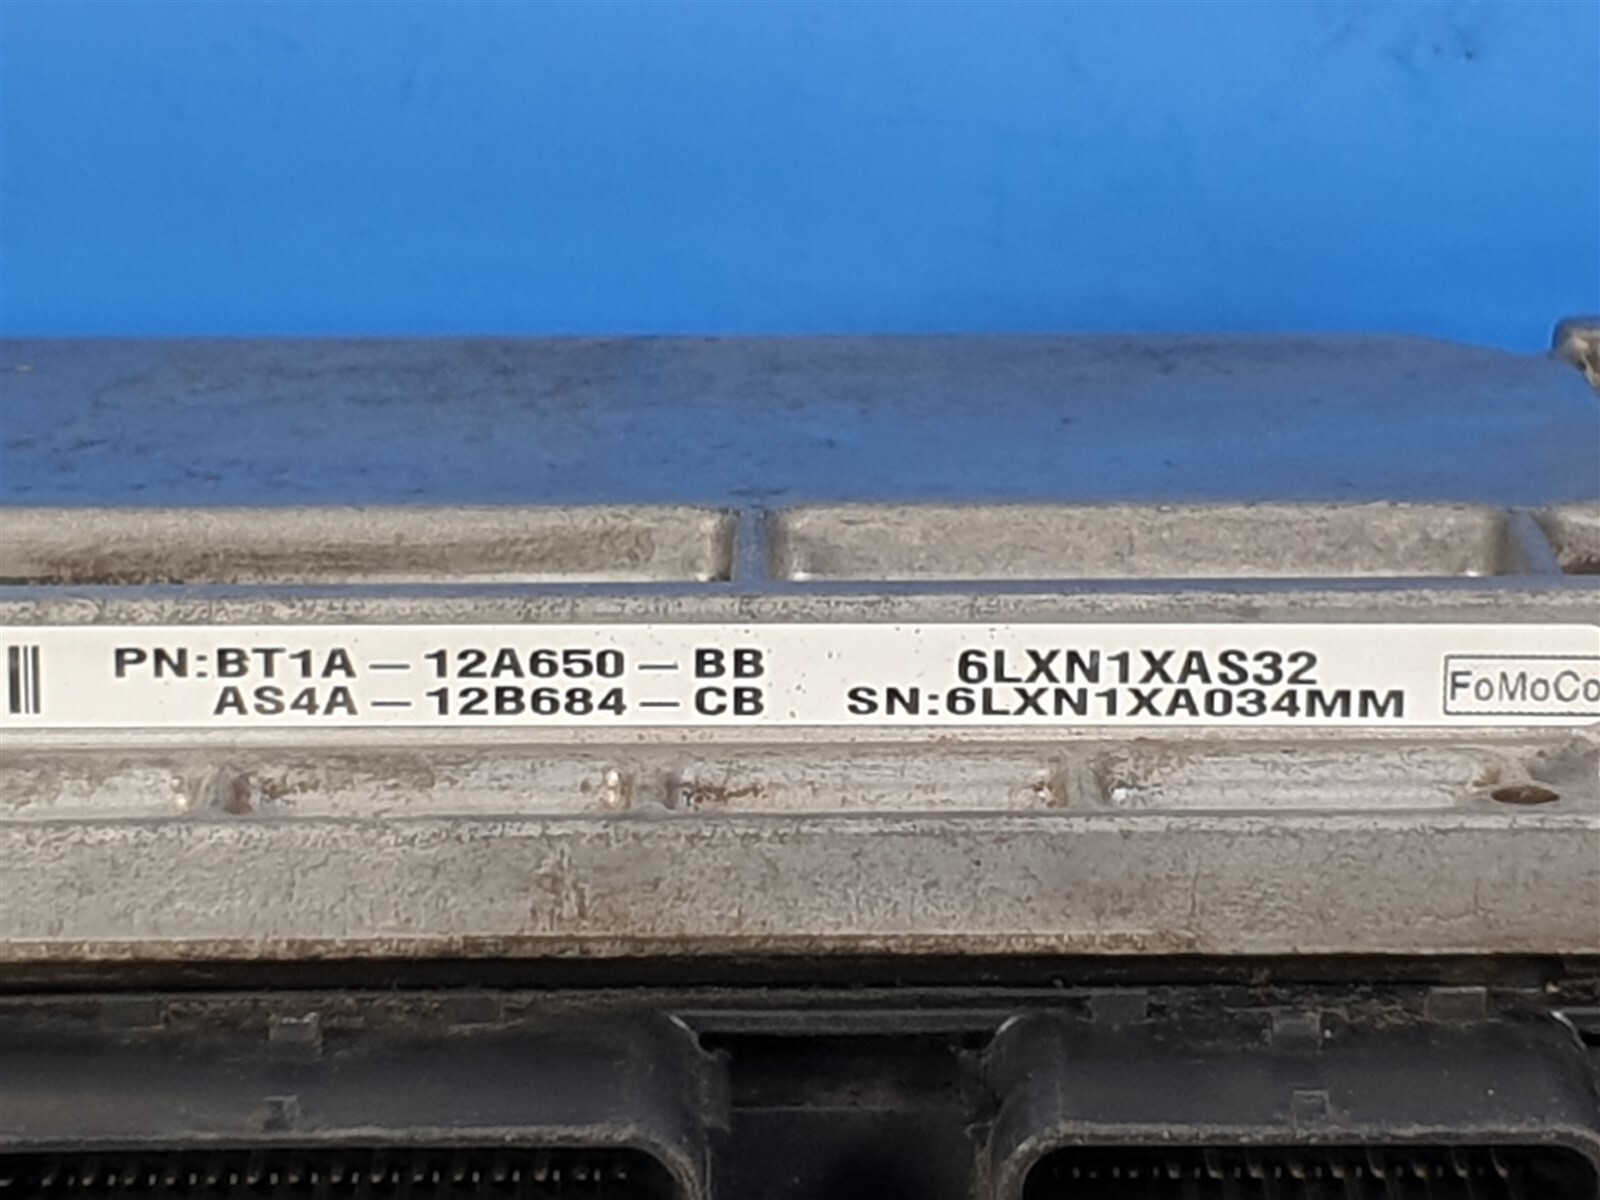 PN:BT1A-12A650-BB
AS4A-12B684-CB
6LXN1XAS32
SN:6LXN1XA034MM
FoMoCo